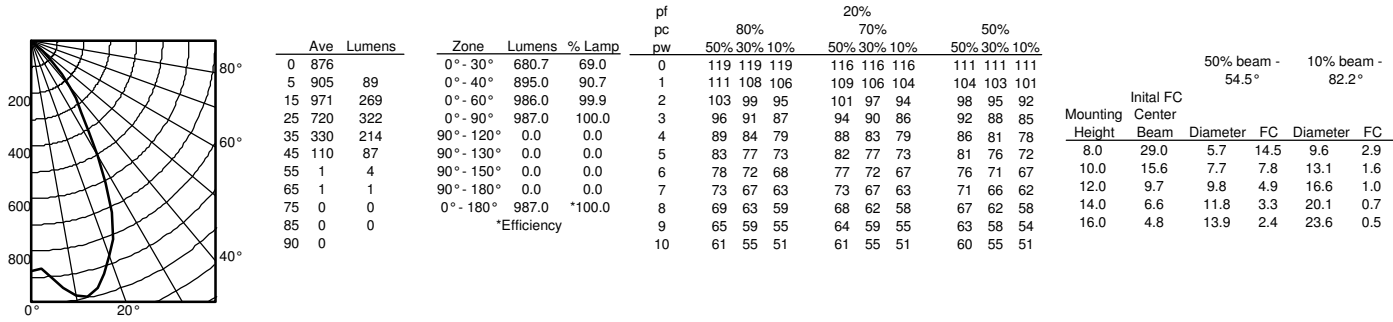 200
400
600
800
0°
20°
40°
60°
80°
Ave Lumens
0 876
5 905 89
15 971 269
25 720 322
35 330 214
45 110 87
55 1 4
65 1 1
75 0 0
85 0 0
90 0
Zone Lumens % Lamp
0°- 30° 680.7 69.0
0°- 40° 895.0 90.7
0°- 60° 986.0 99.9
0°- 90° 987.0 100.0
90°- 120° 0.0 0.0
90°- 130° 0.0 0.0
90°- 150° 0.0 0.0
90°- 180° 0.0 0.0
0°- 180° 987.0 *100.0
*Efficiency
pf 20%
pc 80% 70% 50%
pw 50% 30% 10% 50% 30% 10% 50% 30% 10%
0 119 119 119 116 116 116 111 111 111
1 111 108 106 109 106 104 104 103 101
2 103 99 95 101 97 94 98 95 92
3 96 91 87 94 90 86 92 88 85
4 89 84 79 88 83 79 86 81 78
5 83 77 73 82 77 73 81 76 72
6 78 72 68 77 72 67 76 71 67
7 73 67 63 73 67 63 71 66 62
8 69 63 59 68 62 58 67 62 58
9 65 59 55 64 59 55 63 58 54
10 61 55 51 61 55 51 60 55 51
50% beam - 10% beam -
54.5° 82.2°
Inital FC
Mounting Center
Height Beam Diameter FC Diameter FC
8.0 29.0 5.7 14.5 9.6 2.9
10.0 15.6 7.7 7.8 13.1 1.6
12.0 9.7 9.8 4.9 16.6 1.0
14.0 6.6 11.8 3.3 20.1 0.7
16.0 4.8 13.9 2.4 23.6 0.5